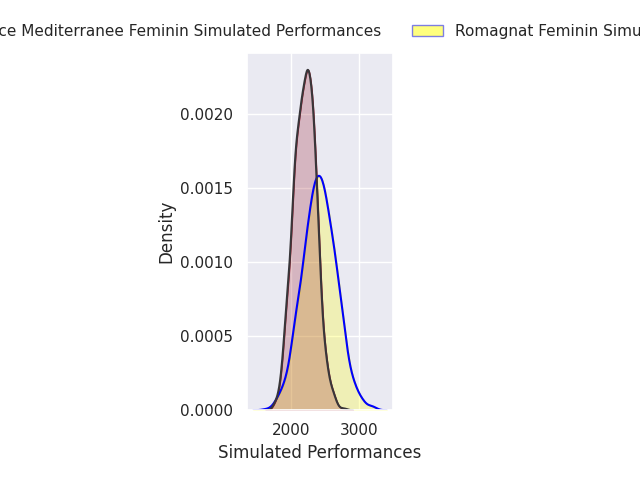 ce Mediterranee Feminin Simulated Performances
Romagnat Feminin Simu
0.0020
0.0015
0.0010
0.0005
0.0000
Density
2000 3000
Simulated Performances